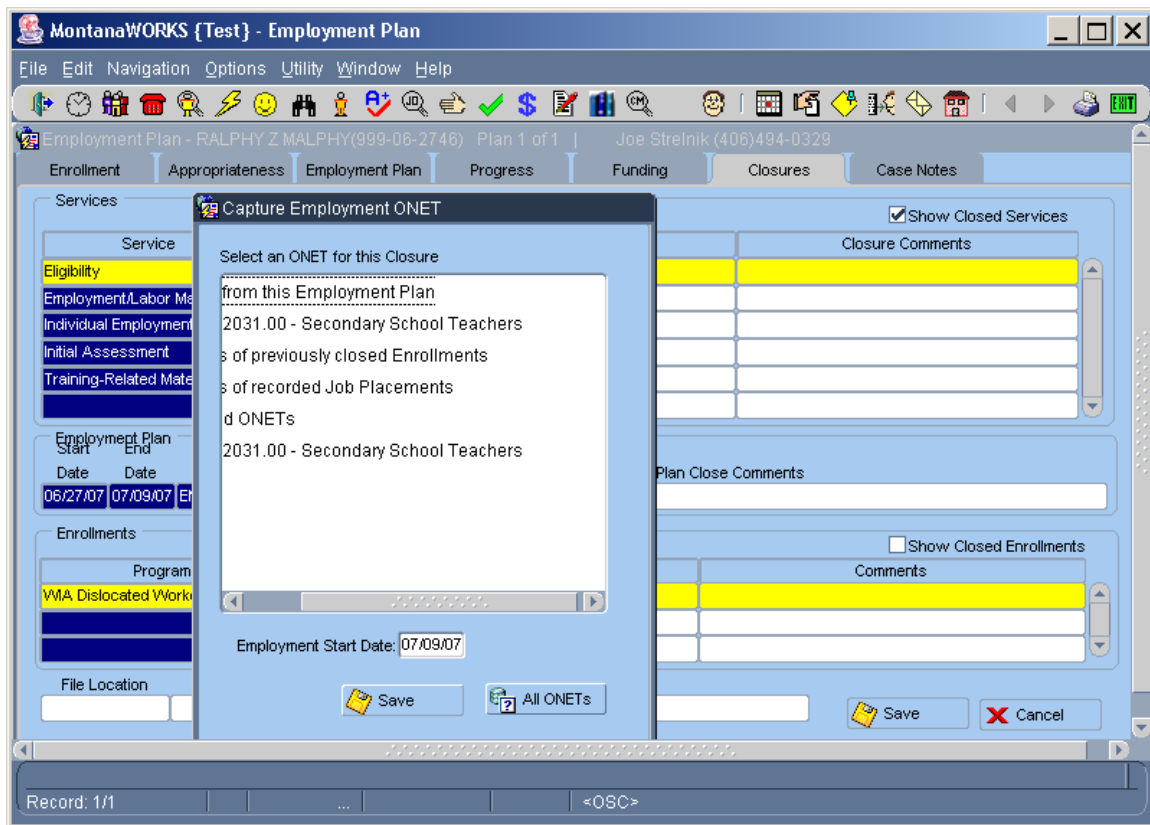 MontanaWORKS {Test} - Employment Plan
File Edit Navigation Options Utility Window Help
Employment Plan - RALPHY Z MALPHY(999-06-2746) Plan 1 of 1 | Joe Strelnik (406)494-0329
Enrollment Appropriateness Employment Plan Progress Funding Closures Case Notes
Services
Show Closed Services
Service
Closure Comments
Eligibility
Employment/Labor Ma
Individual Employment
Initial Assessment
Training-Related Mate
Capture Employment ONET
Select an ONET for this Closure
from this Employment Plan
2031.00 - Secondary School Teachers
s of previously closed Enrollments
s of recorded Job Placements
d ONETs
2031.00 - Secondary School Teachers
Employment Start Date: 07/09/07
Save All ONETs
Employment Plan
Start End
Date Date
Plan Close Comments
06/27/07 07/09/07
Enrollments
Show Closed Enrollments
Program
Comments
WIA Dislocated Work
File Location
Save Cancel
Record: 1/1 ... <OSC>
EXIT
JD
CM
A+